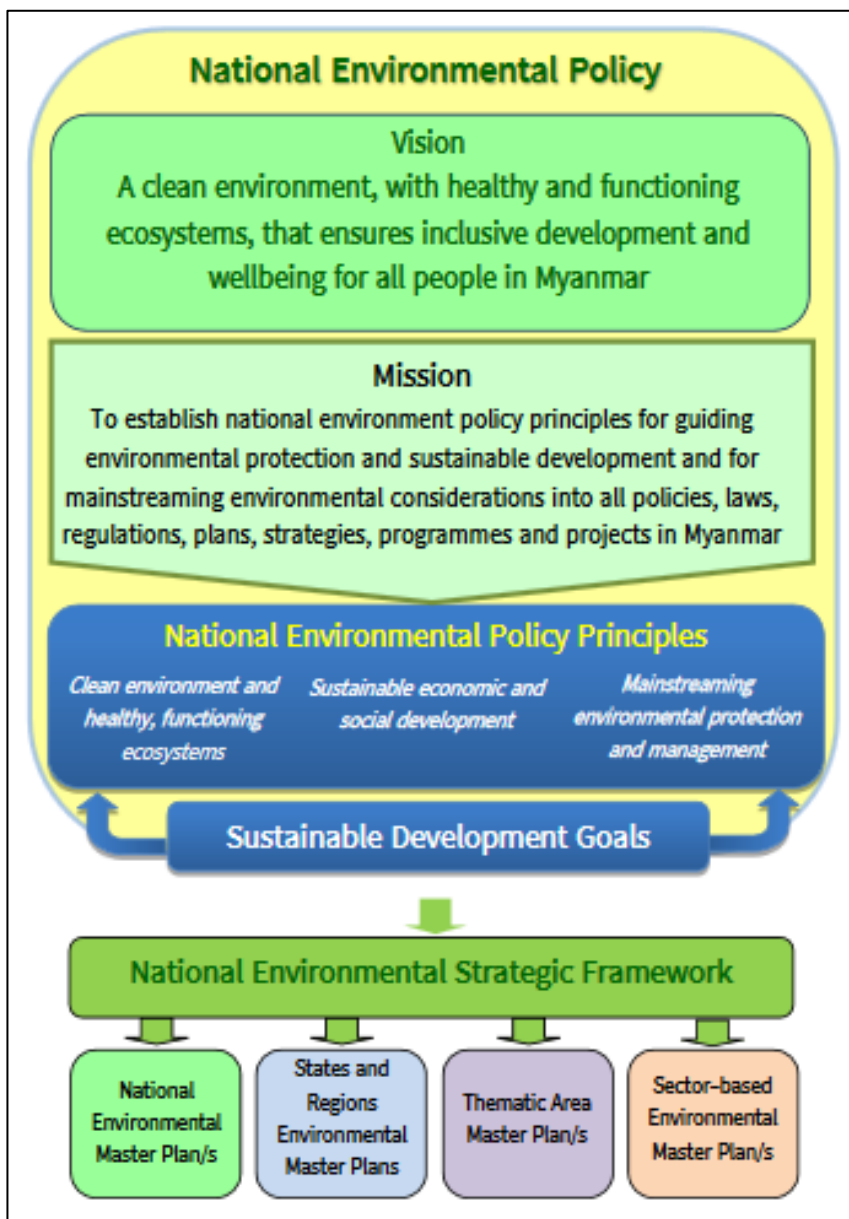 National Environmental Policy
Vision
A clean environment, with healthy and functioning
ecosystems, that ensures inclusive development and
wellbeing for all people in Myanmar
Mission
To establish national environment policy principles for guiding
environmental protection and sustainable development and for
mainstreaming environmental considerations into all policies, laws,
regulations, plans, strategies, programmes and projects in Myanmar
National Environmental Policy Principles
Clean environment and
healthy, functioning
ecosystems
Sustainable economic and
social development
Mainstreaming
environmental protection
and management
Sustainable Development Goals
National Environmental Strategic Framework
National
Environmental
Master Plan/s
States and
Regions
Environmental
Master Plans
Thematic Area
Master Plan/s
Sector-based
Environmental
Master Plan/s